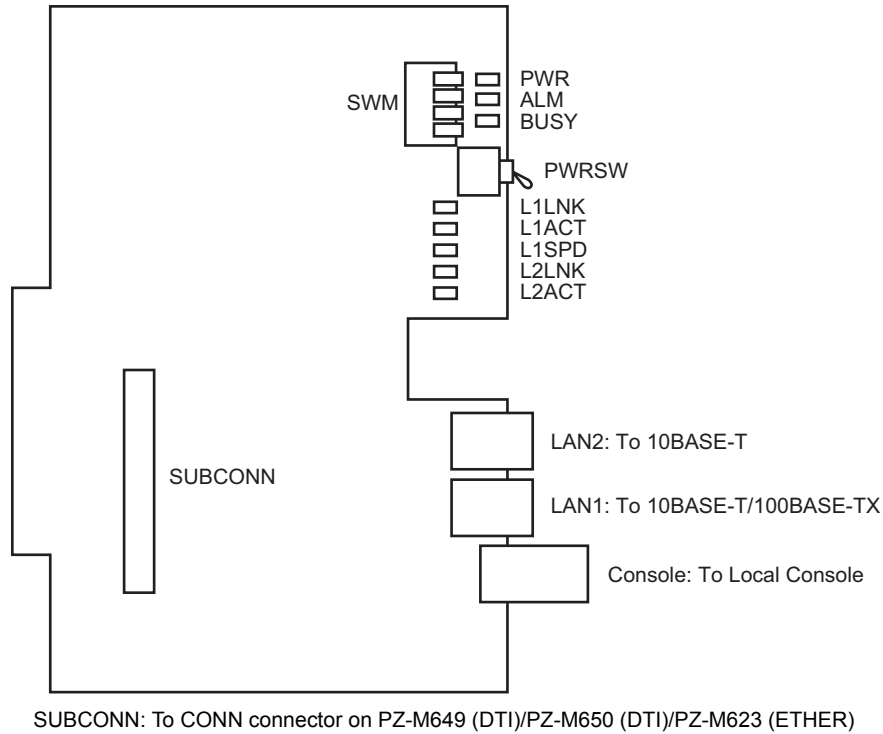 SWM
PWR
ALM
BUSY
PWRSW
L1LNK
L1ACT
L1SPD
L2LNK
L2ACT
LAN2: To 10BASE-T
SUBCONN
LAN1: To 10BASE-T/100BASE-TX
Console: To Local Console
SUBCONN: To CONN connector on PZ-M649 (DTI)/PZ-M650 (DTI)/PZ-M623 (ETHER)